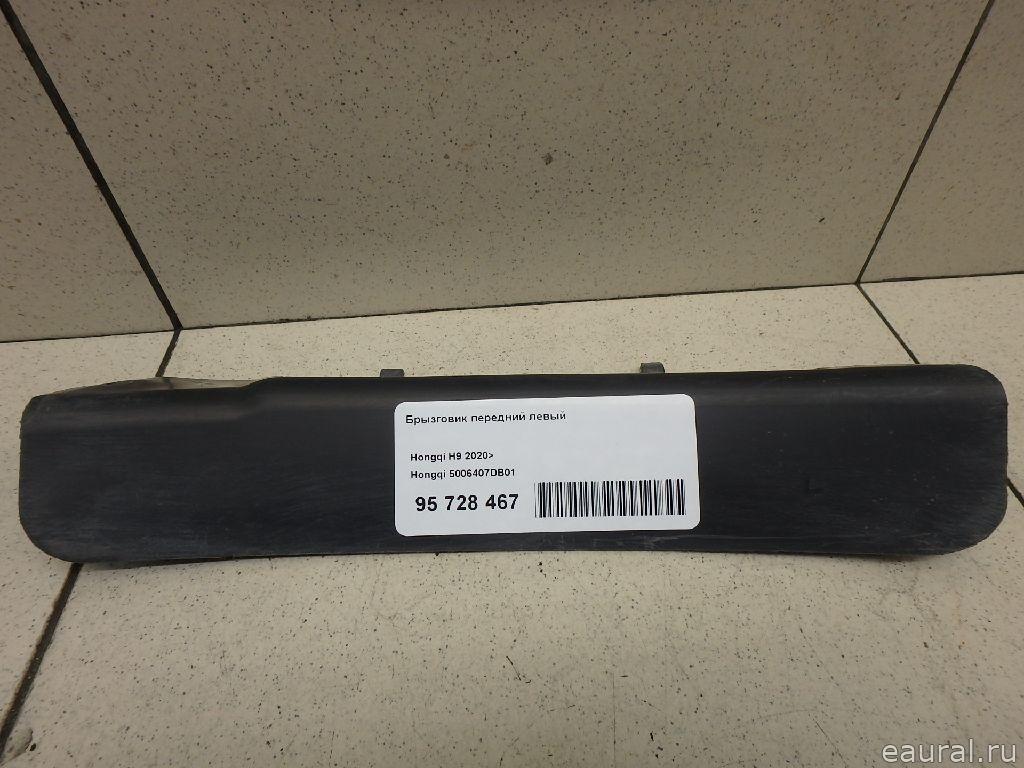 Брызговик передний левый
Hongqi H9 2020>
Hongqi 5006407DB01
95 728 467
L
eaural.ru